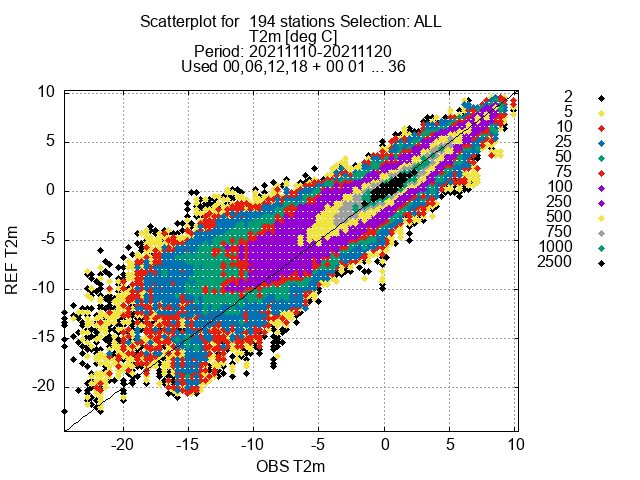 Scatterplot for  194 stations Selection: ALL
T2m [deg C]
Period: 20211110-20211120
Used 00,06,12,18 + 00 01 ... 36
2
5
10
25
50
75
100
250
500
750
1000
2500
10
5
0
-5
-10
-15
-20
REF T2m
-20 -15 -10 -5 0 5 10
OBS T2m